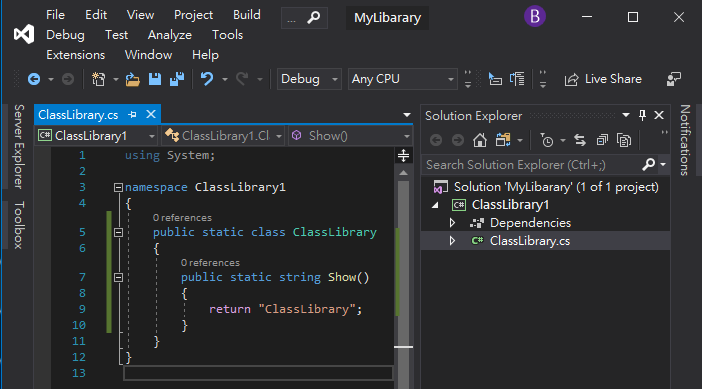 File Edit View Project Build
Debug Test Analyze Tools
Extensions Window Help
...
MyLibarary
B
Debug
Any CPU
Live Share
Server Explorer
Toolbox
ClassLibrary.cs
C# ClassLibrary1
ClassLibrary1.Cl
Show()
1 using System;
2
3 namespace ClassLibrary1
4 {
0 references
5 public static class ClassLibrary
6 {
0 references
7 public static string Show()
8 {
9 return "ClassLibrary";
10 }
11 }
12 }
13
Solution Explorer
Search Solution Explorer (Ctrl+;)
Solution 'MyLibarary' (1 of 1 project)
C# ClassLibrary1
Dependencies
C# ClassLibrary.cs
Notifications